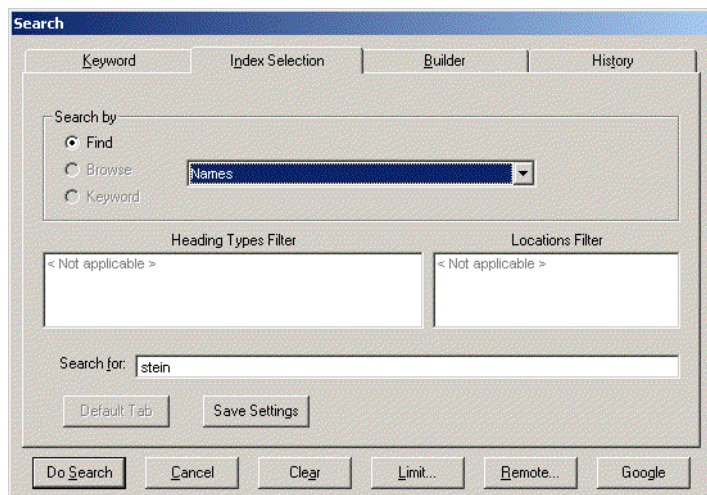 Search
Keyword Index Selection Builder History
Search by
Find
Browse
Names
Keyword
Heading Types Filter Locations Filter
< Not applicable > < Not applicable >
Search for: stein
Default Tab Save Settings
Do Search Cancel Clear Limit... Remote... Google